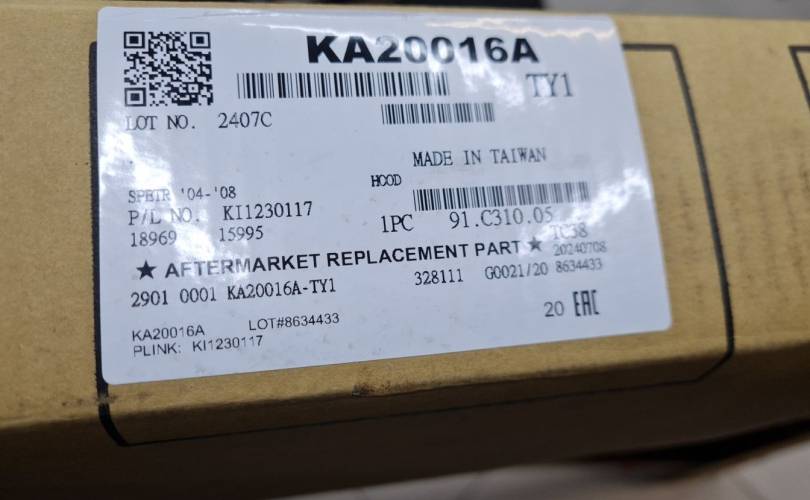 KA20016A
TY1
LOT NO. 2407C
MADE IN TAIWAN
HOOD
SPBTR '04-'08
P/L NO. KI1230117
1PC 91.C310.05
18969 15995
TC38
★ AFTERMARKET REPLACEMENT PART ★ 20240708
2901 0001 KA20016A-TY1 328111 G0021/20 8634433
20 EAC
KA20016A LOT#8634433
PLINK: KI1230117